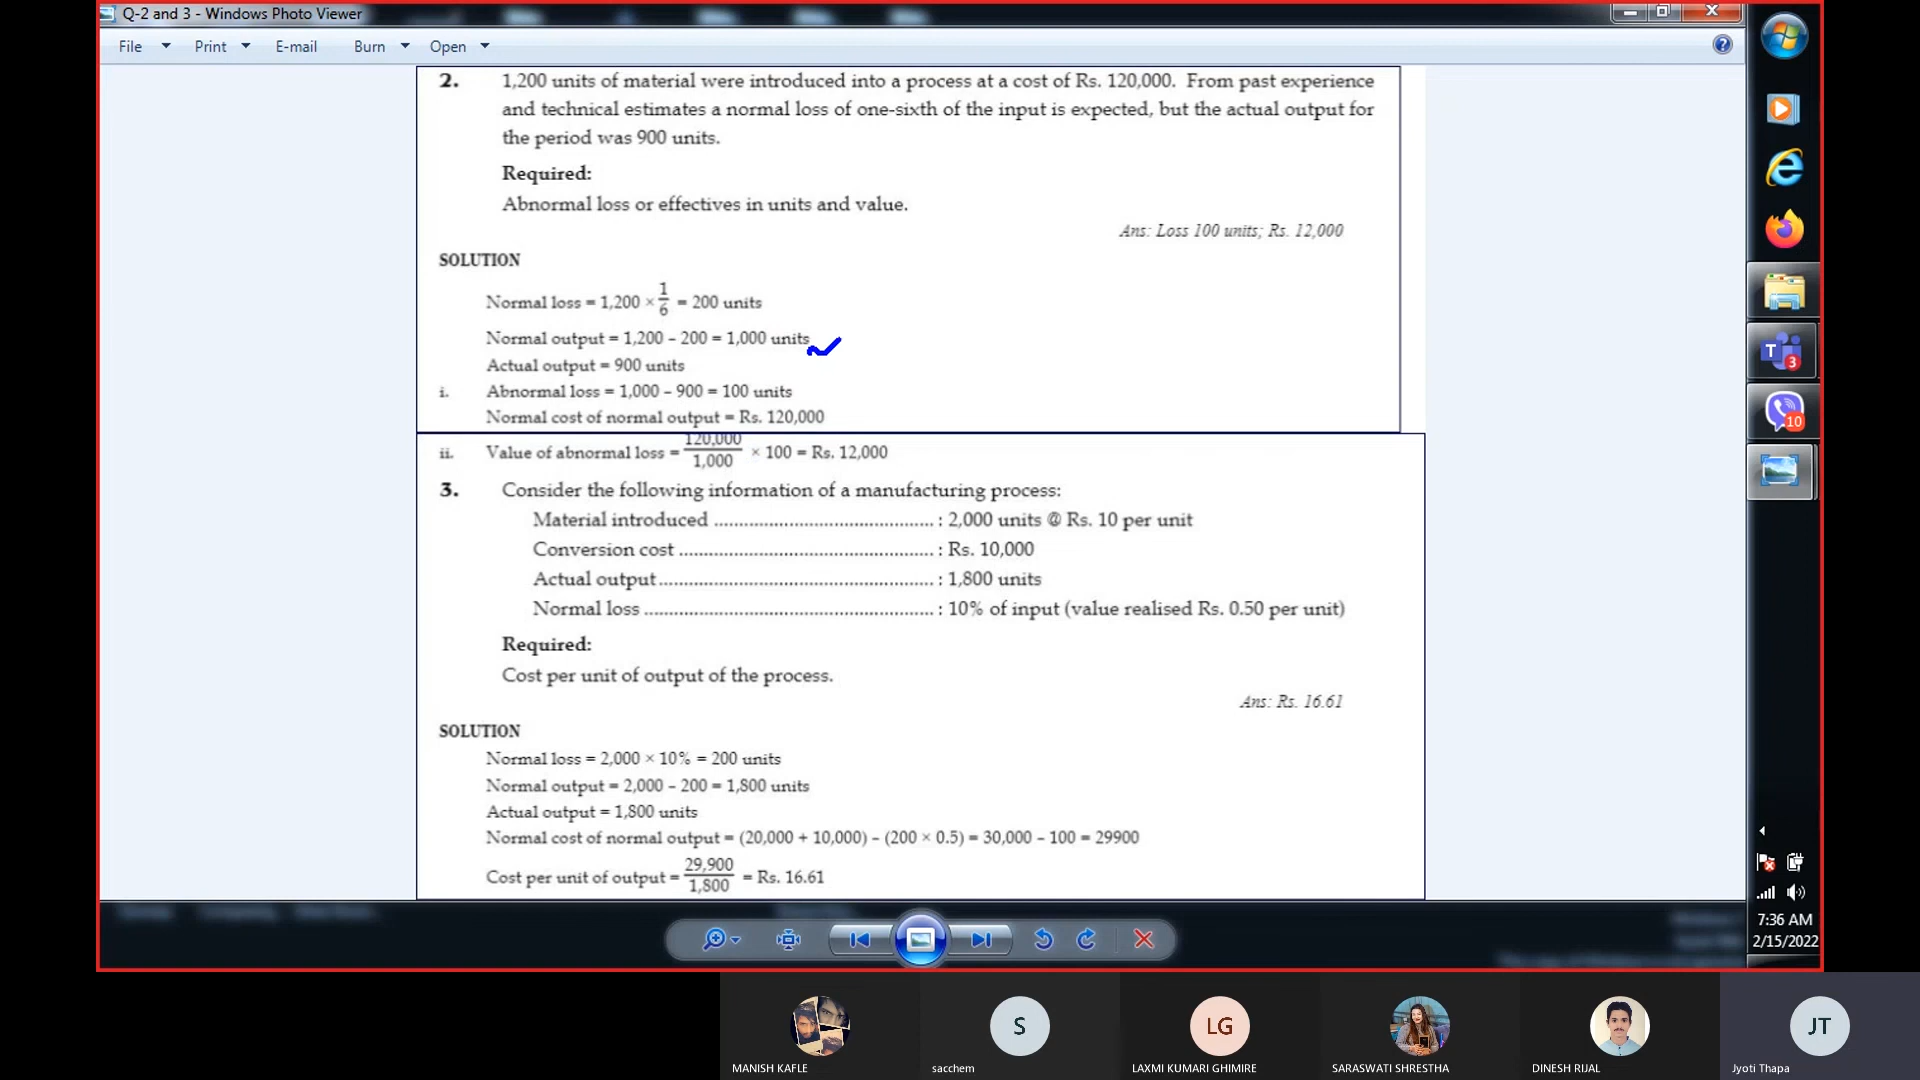 Q-2 and 3 - Windows Photo Viewer
File Print E-mail Burn Open
2. 1,200 units of material were introduced into a process at a cost of Rs. 120,000. From past experience
and technical estimates a normal loss of one-sixth of the input is expected, but the actual output for
the period was 900 units.
Required:
Abnormal loss or effectives in units and value.
Ans: Loss 100 units; Rs. 12,000
SOLUTION
Normal loss = 1,200 × 1/6 = 200 units
Normal output = 1,200 – 200 = 1,000 units
Actual output = 900 units
i. Abnormal loss = 1,000 – 900 = 100 units
Normal cost of normal output = Rs. 120,000
ii. Value of abnormal loss = 120,000/1,000 × 100 = Rs. 12,000
3. Consider the following information of a manufacturing process:
Material introduced ........................................ : 2,000 units @ Rs. 10 per unit
Conversion cost .............................................. : Rs. 10,000
Actual output.................................................. : 1,800 units
Normal loss ..................................................... : 10% of input (value realised Rs. 0.50 per unit)
Required:
Cost per unit of output of the process.
Ans: Rs. 16.61
SOLUTION
Normal loss = 2,000 × 10% = 200 units
Normal output = 2,000 – 200 = 1,800 units
Actual output = 1,800 units
Normal cost of normal output = (20,000 + 10,000) – (200 × 0.5) = 30,000 – 100 = 29900
Cost per unit of output = 29,900/1,800 = Rs. 16.61
T 3
10
7:36 AM
2/15/2022
S LG JT
MANISH KAFLE sacchem LAXMI KUMARI GHIMIRE SARASWATI SHRESTHA DINESH RIJAL Jyoti Thapa